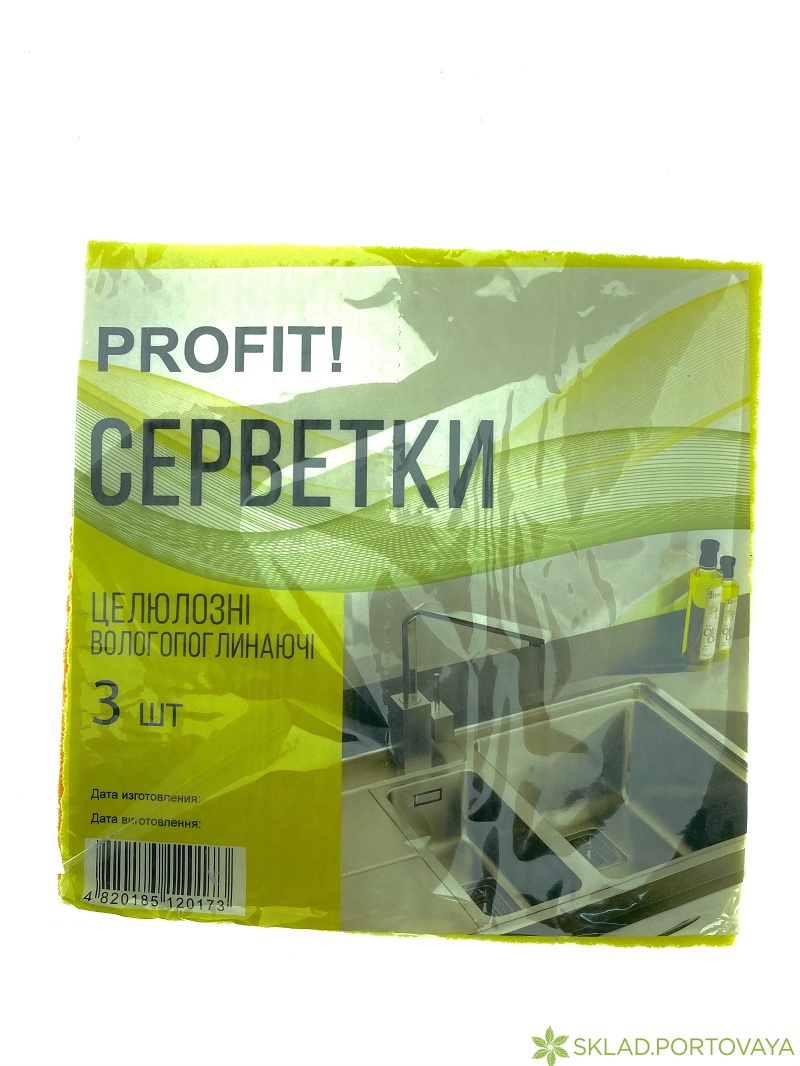 PROFIT!
СЕРВЕТКИ
ЦЕЛЮЛОЗНІ
ВОЛОГОПОГЛИНАЮЧІ
3 шт
Дата изготовления:
Дата виготовлення:
4 820185 120173
SKLAD.PORTOVAYA